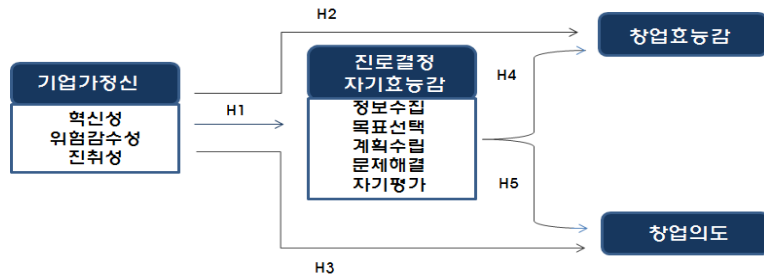 H2
창업효능감
진로결정
자기효능감
H4
기업가정신
정보수집
혁신성
H1
목표선택
위험감수성
계획수립
진취성
문제해결
자기평가
H5
창업의도
H3